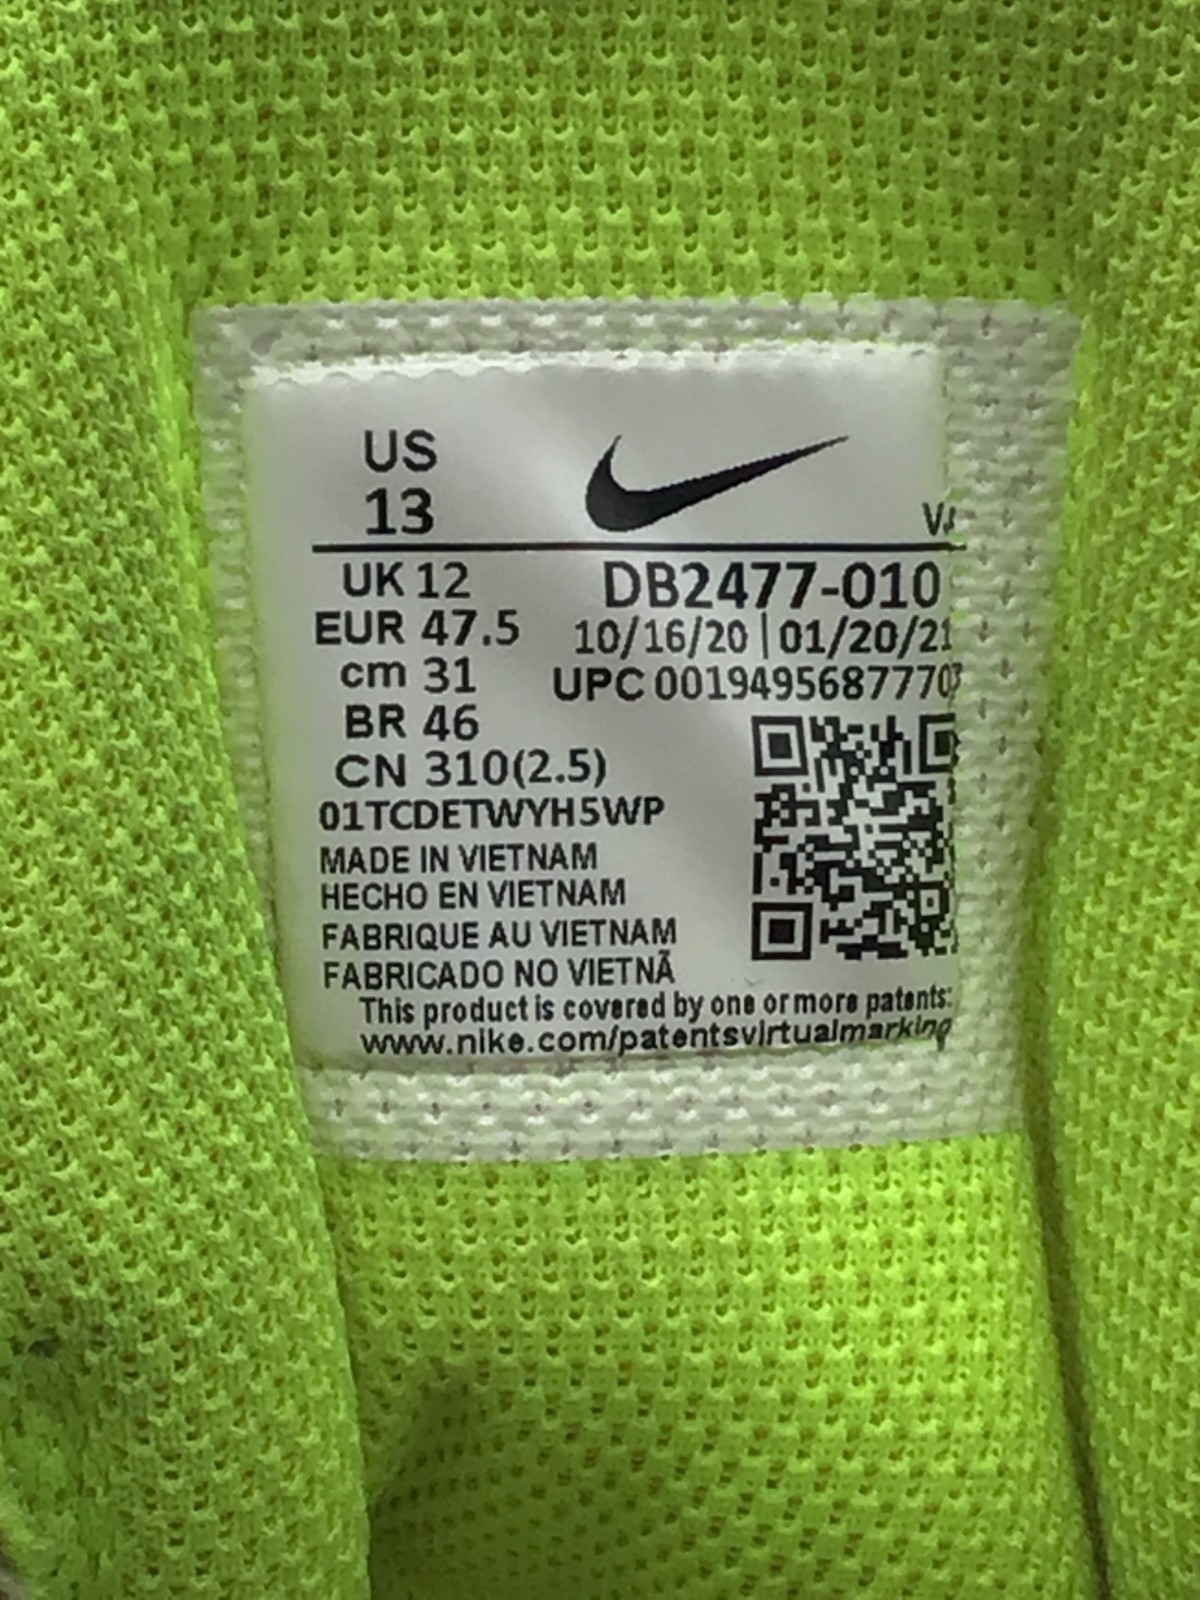 US
13
UK 12
EUR 47.5
cm 31
BR 46
CN 310(2.5)
DB2477-010
10/16/20 | 01/20/21
UPC 00194956877703
01TCDETWYH5WP
MADE IN VIETNAM
HECHO EN VIETNAM
FABRIQUE AU VIETNAM
FABRICADO NO VIETNÃ
This product is covered by one or more patents:
www.nike.com/patentsvirtualmarking